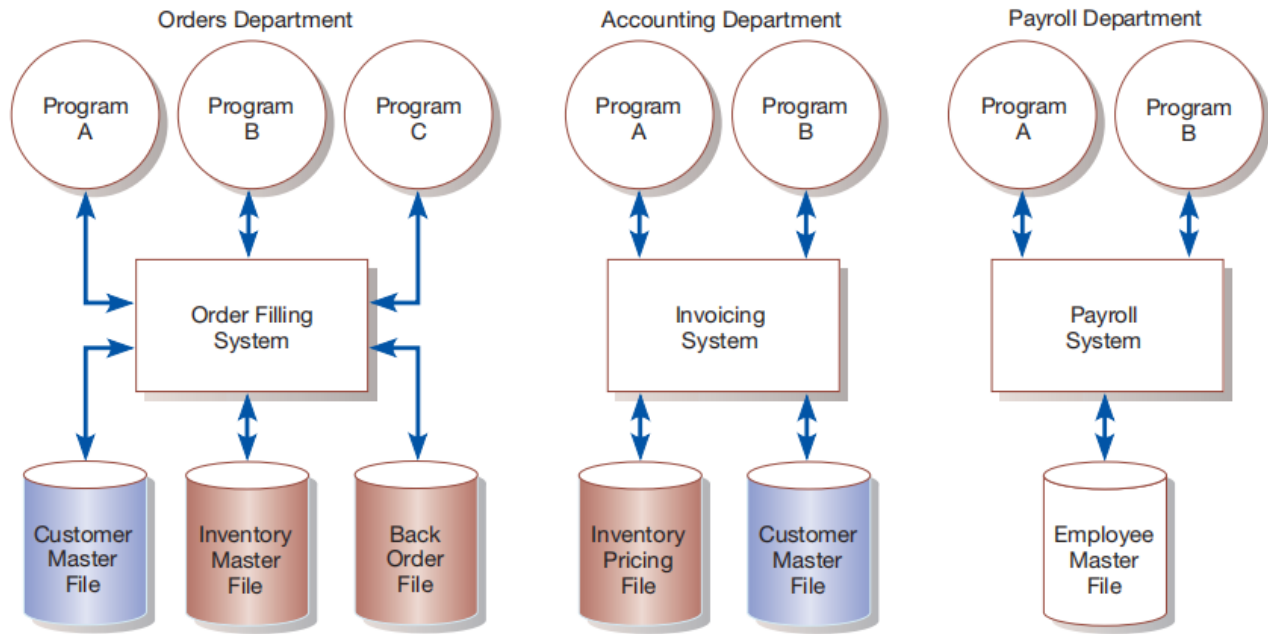 Orders Department
Accounting Department
Payroll Department
Program
A
Program
B
Program
C
Program
A
Program
B
Program
A
Program
B
Order Filling
System
Invoicing
System
Payroll
System
Customer
Master
File
Inventory
Master
File
Back
Order
File
Inventory
Pricing
File
Customer
Master
File
Employee
Master
File